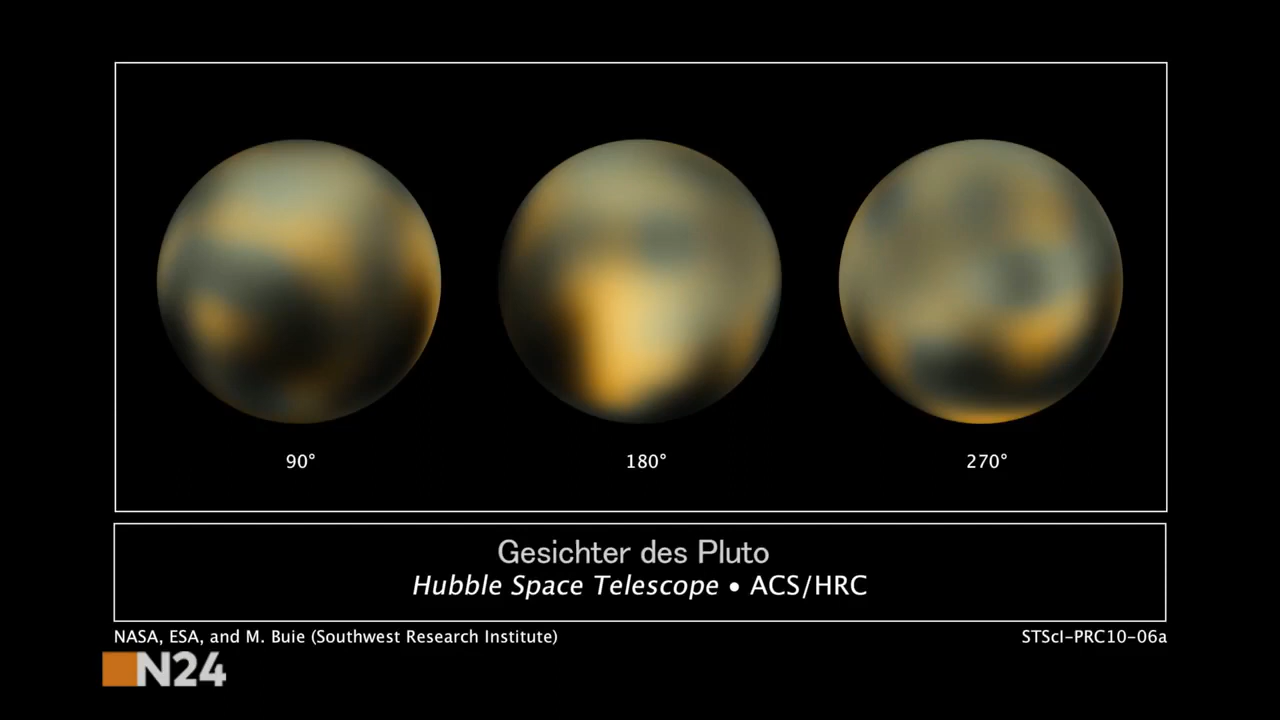 90°
180°
270°
Gesichter des Pluto
Hubble Space Telescope • ACS/HRC
NASA, ESA, and M. Buie (Southwest Research Institute)
STScI-PRC10-06a
N24